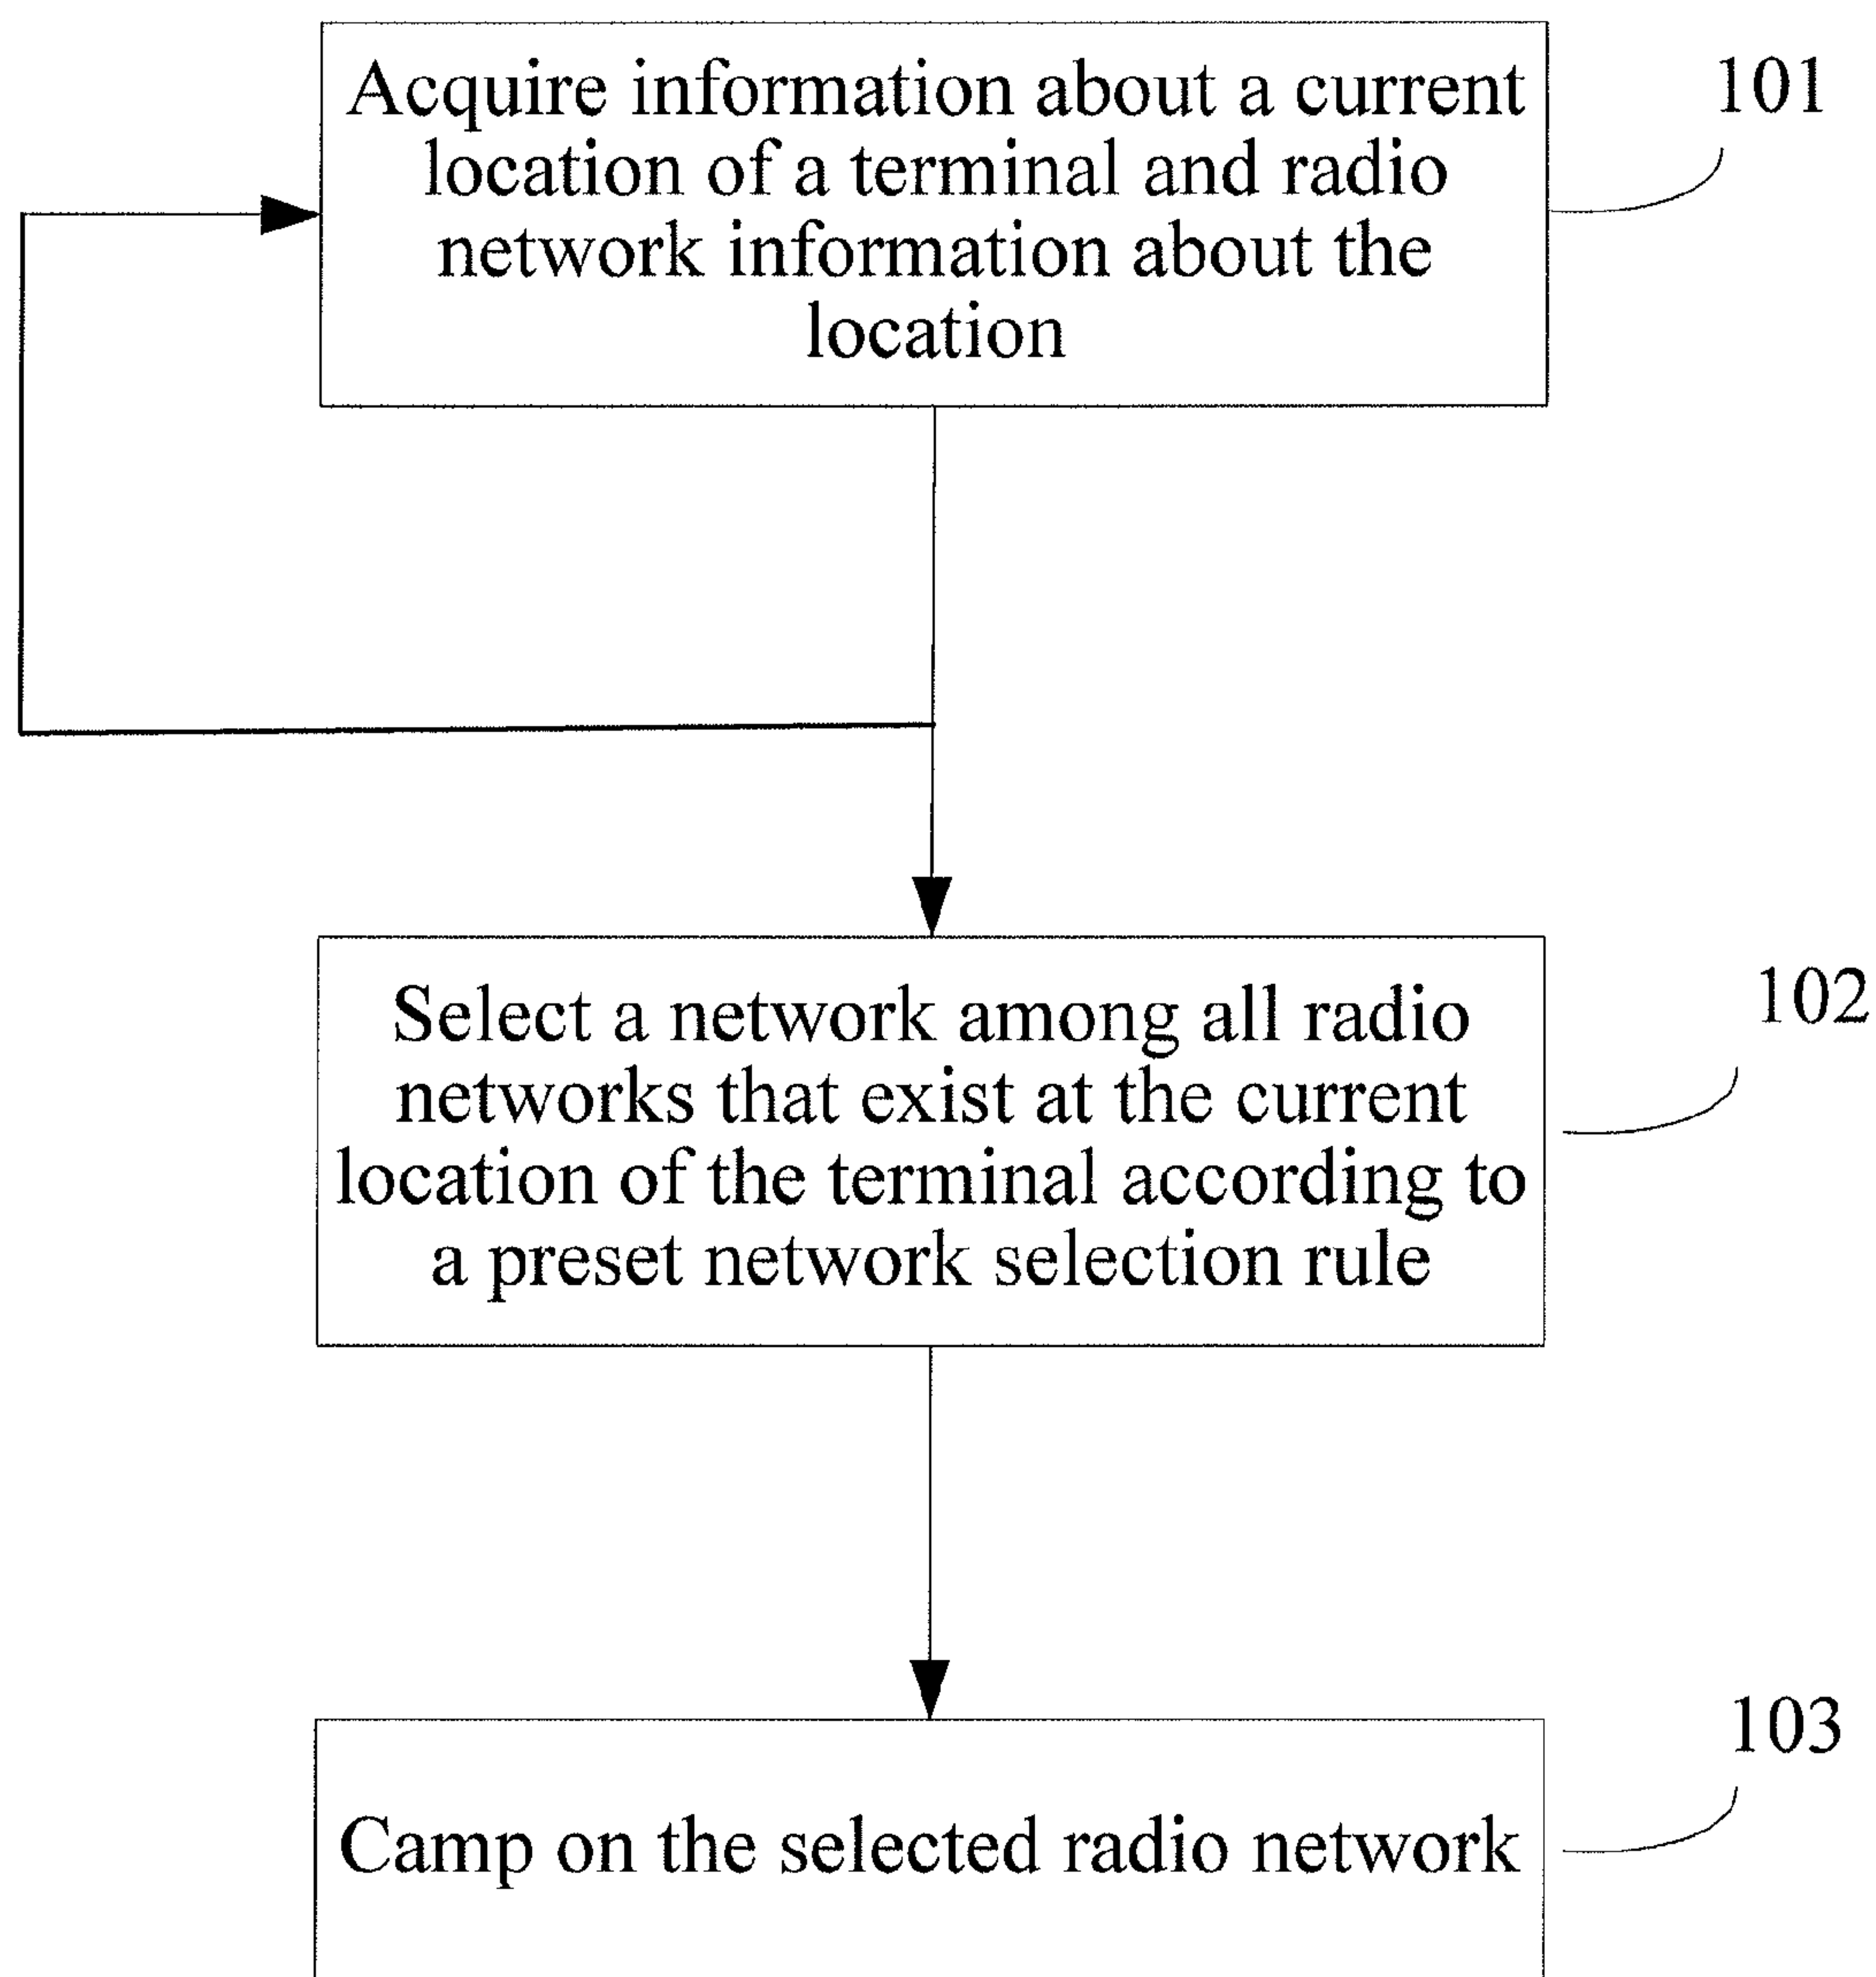 Acquire information about a current
location of a terminal and radio
network information about the
location
101
Select a network among all radio
networks that exist at the current
location of the terminal according to
a preset network selection rule
102
Camp on the selected radio network
103